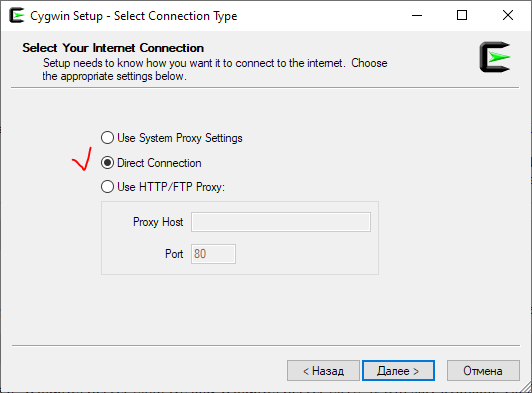 Cygwin Setup - Select Connection Type
Select Your Internet Connection
Setup needs to know how you want it to connect to the internet. Choose
the appropriate settings below.
Use System Proxy Settings
Direct Connection
Use HTTP/FTP Proxy:
Proxy Host
Port 80
< Назад Далее > Отмена